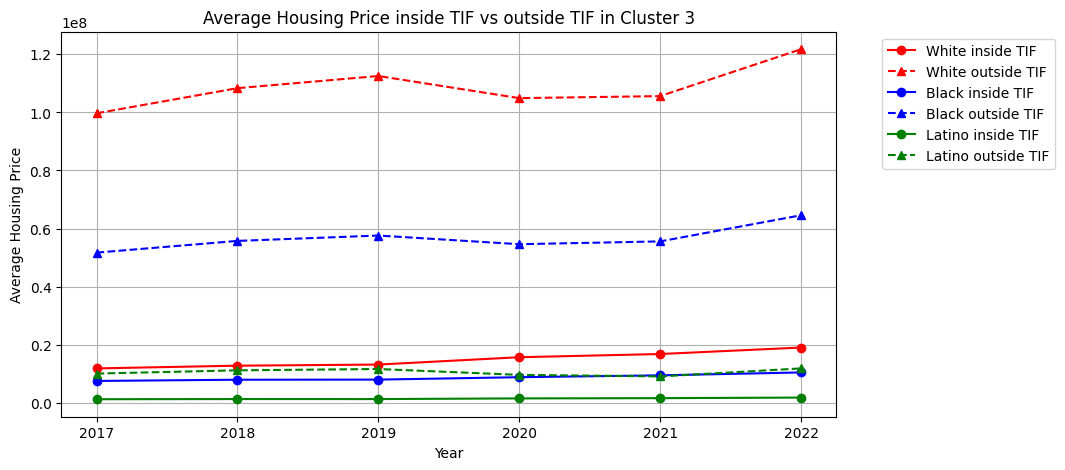 Average Housing Price inside TIF vs outside TIF in Cluster 3
1e8
1.2
1.0
0.8
0.6
0.4
0.2
0.0
Average Housing Price
2017 2018 2019 2020 2021 2022
Year
White inside TIF
White outside TIF
Black inside TIF
Black outside TIF
Latino inside TIF
Latino outside TIF